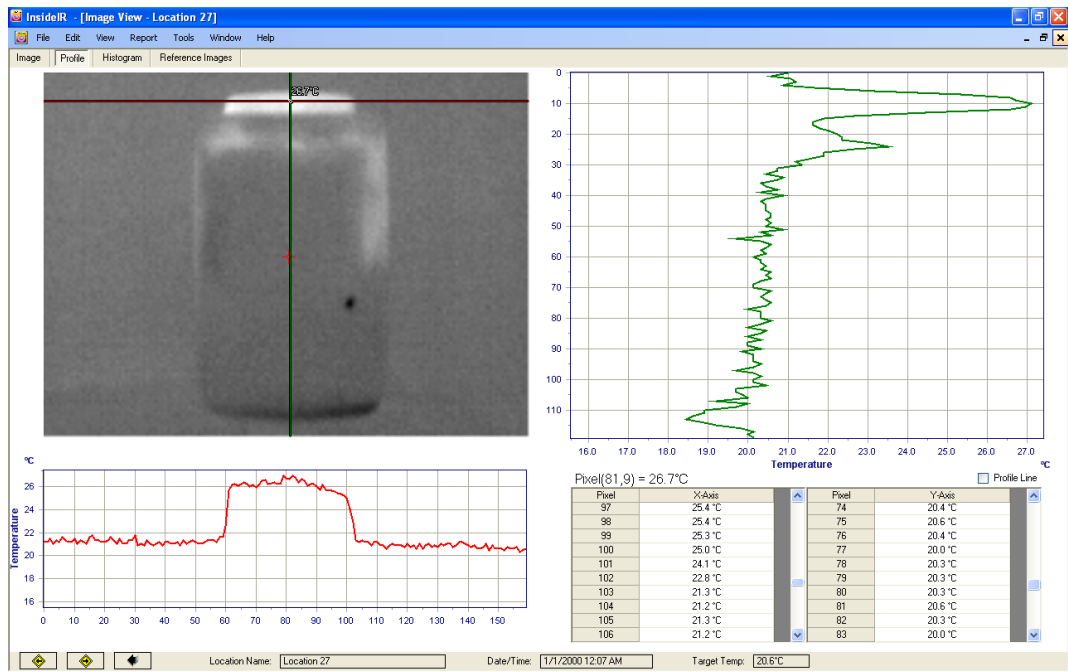 InsideIR - [Image View - Location 27]
File Edit View Report Tools Window Help
Image Profile Histogram Reference Images
26.7°C
0
10
20
30
40
50
60
70
80
90
100
110
16.0 17.0 18.0 19.0 20.0 21.0 22.0 23.0 24.0 25.0 26.0 27.0
Temperature °C
°C
26
24
22
20
18
16
Temperature
0 10 20 30 40 50 60 70 80 90 100 110 120 130 140 150
Pixel(81,9) = 26.7°C Profile Line
Pixel X-Axis Pixel Y-Axis
97 25.4 °C 74 20.4 °C
98 25.4 °C 75 20.6 °C
99 25.3 °C 76 20.4 °C
100 25.0 °C 77 20.0 °C
101 24.1 °C 78 20.3 °C
102 22.8 °C 79 20.3 °C
103 21.3 °C 80 20.3 °C
104 21.2 °C 81 20.6 °C
105 21.3 °C 82 20.3 °C
106 21.2 °C 83 20.0 °C
Location Name: Location 27 Date/Time: 1/1/2000 12:07 AM Target Temp: 20.6°C